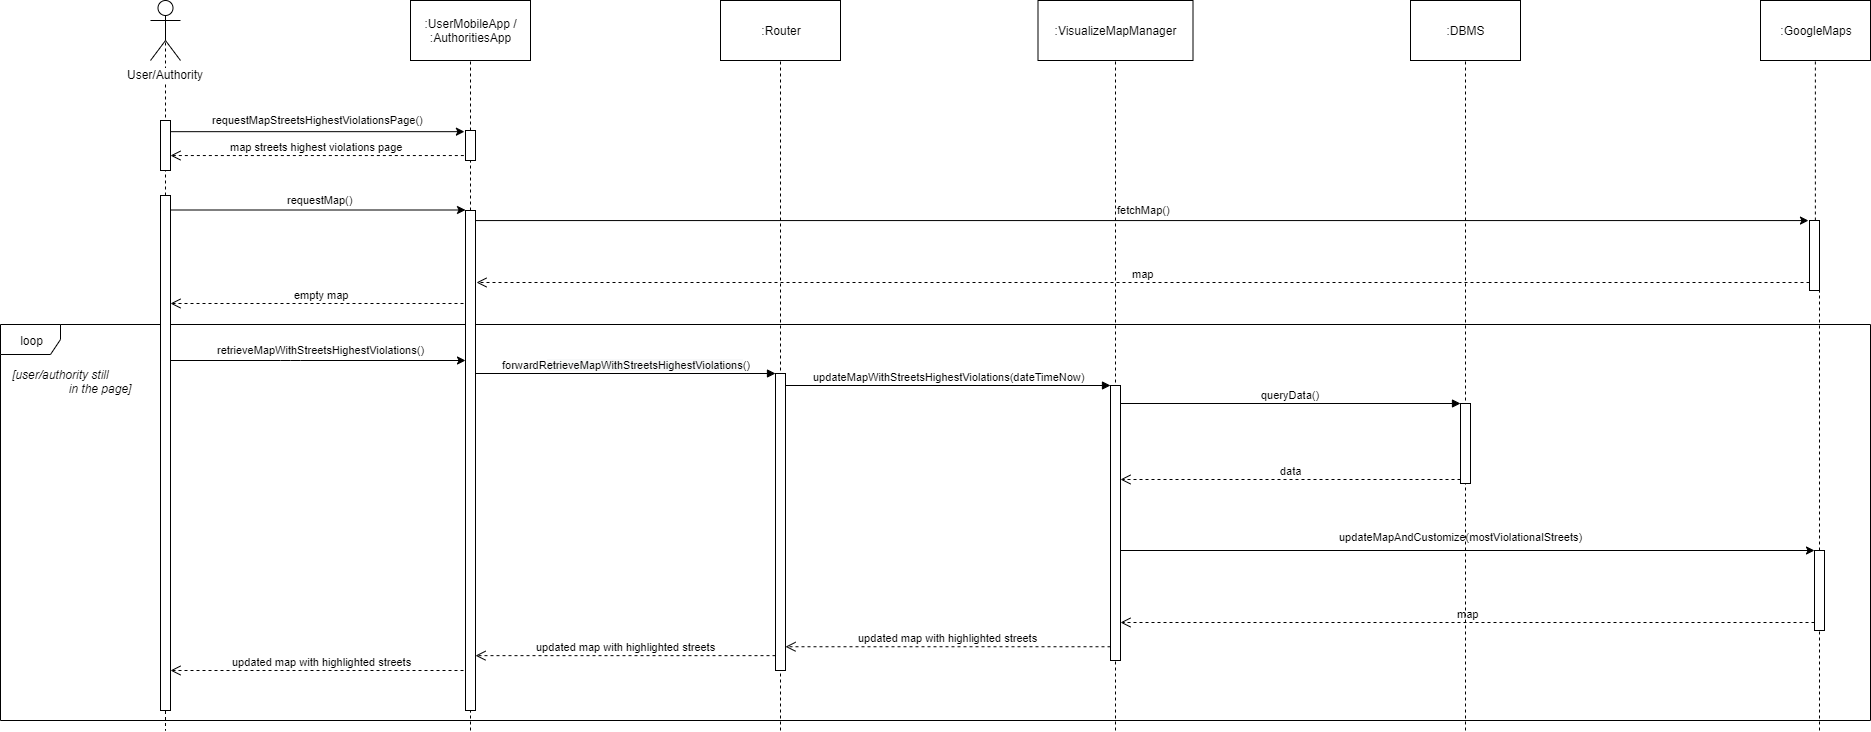 User/Authority
:UserMobileApp /
:AuthoritiesApp
:Router
:VisualizeMapManager
:DBMS
:GoogleMaps
requestMapStreetsHighestViolationsPage()
map streets highest violations page
requestMap()
fetchMap()
map
empty map
loop
[user/authority still
in the page]
retrieveMapWithStreetsHighestViolations()
forwardRetrieveMapWithStreetsHighestViolations()
updateMapWithStreetsHighestViolations(dateTimeNow)
queryData()
data
updateMapAndCustomize(mostViolationalStreets)
map
updated map with highlighted streets
updated map with highlighted streets
updated map with highlighted streets